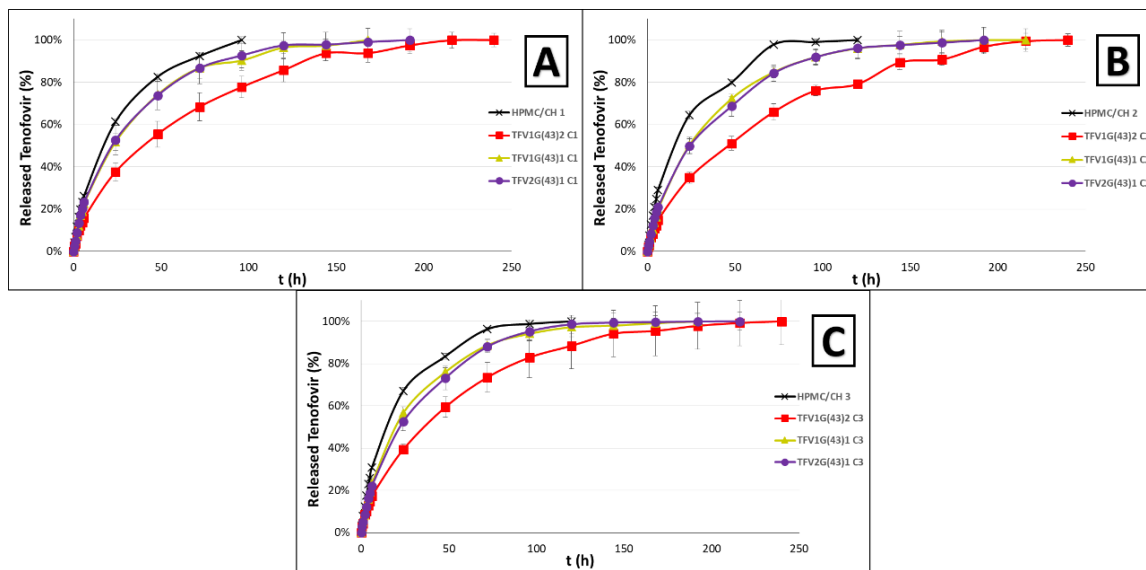 A
Released Tenofovir (%)
100%
80%
60%
40%
20%
0%
0
50
100
150
200
250
t (h)
HPMC/CH 1
TFV1G(43)2 C1
TFV1G(43)1 C1
TFV2G(43)1 C1
B
Released Tenofovir (%)
100%
80%
60%
40%
20%
0%
0
50
100
150
200
250
t (h)
HPMC/CH 2
TFV1G(43)2 C
TFV1G(43)1 C
TFV2G(43)1 C
C
Released Tenofovir (%)
100%
80%
60%
40%
20%
0%
0
50
100
150
200
250
t (h)
HPMC/CH 3
TFV1G(43)2 C3
TFV1G(43)1 C3
TFV2G(43)1 C3